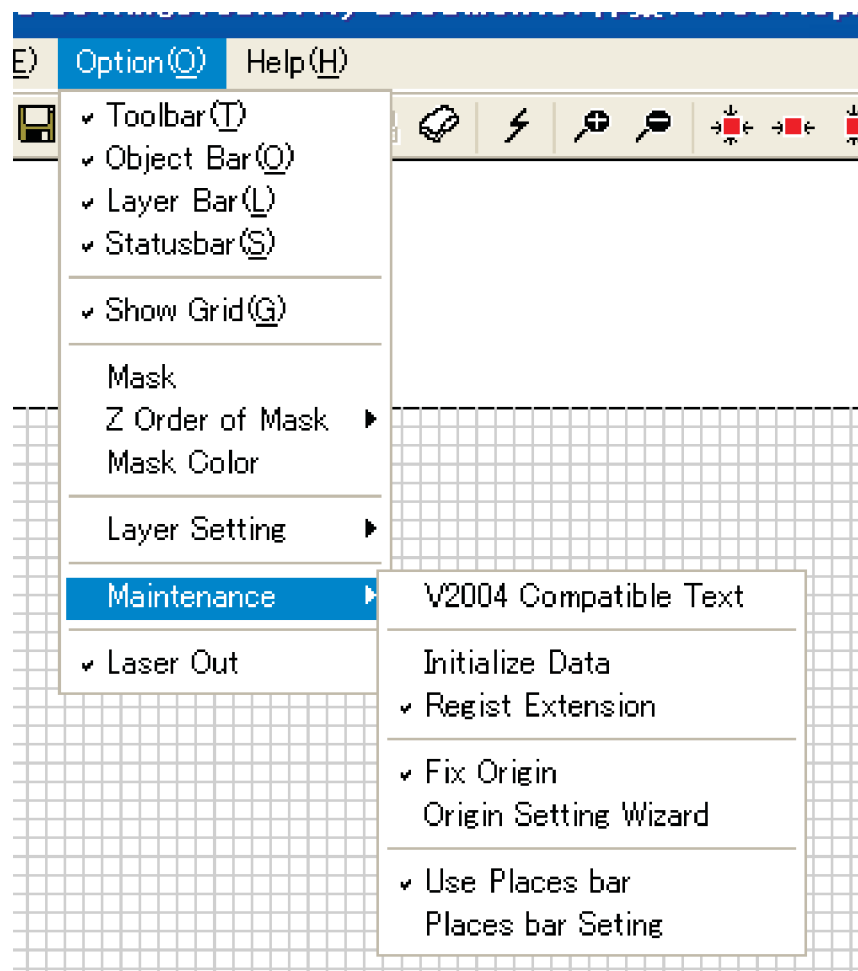 E) Option(O) Help(H)
Toolbar(T)
Object Bar(O)
Layer Bar(L)
Statusbar(S)
Show Grid(G)
Mask
Z Order of Mask
Mask Color
Layer Setting
Maintenance
Laser Out
V2004 Compatible Text
Initialize Data
Regist Extension
Fix Origin
Origin Setting Wizard
Use Places bar
Places bar Seting